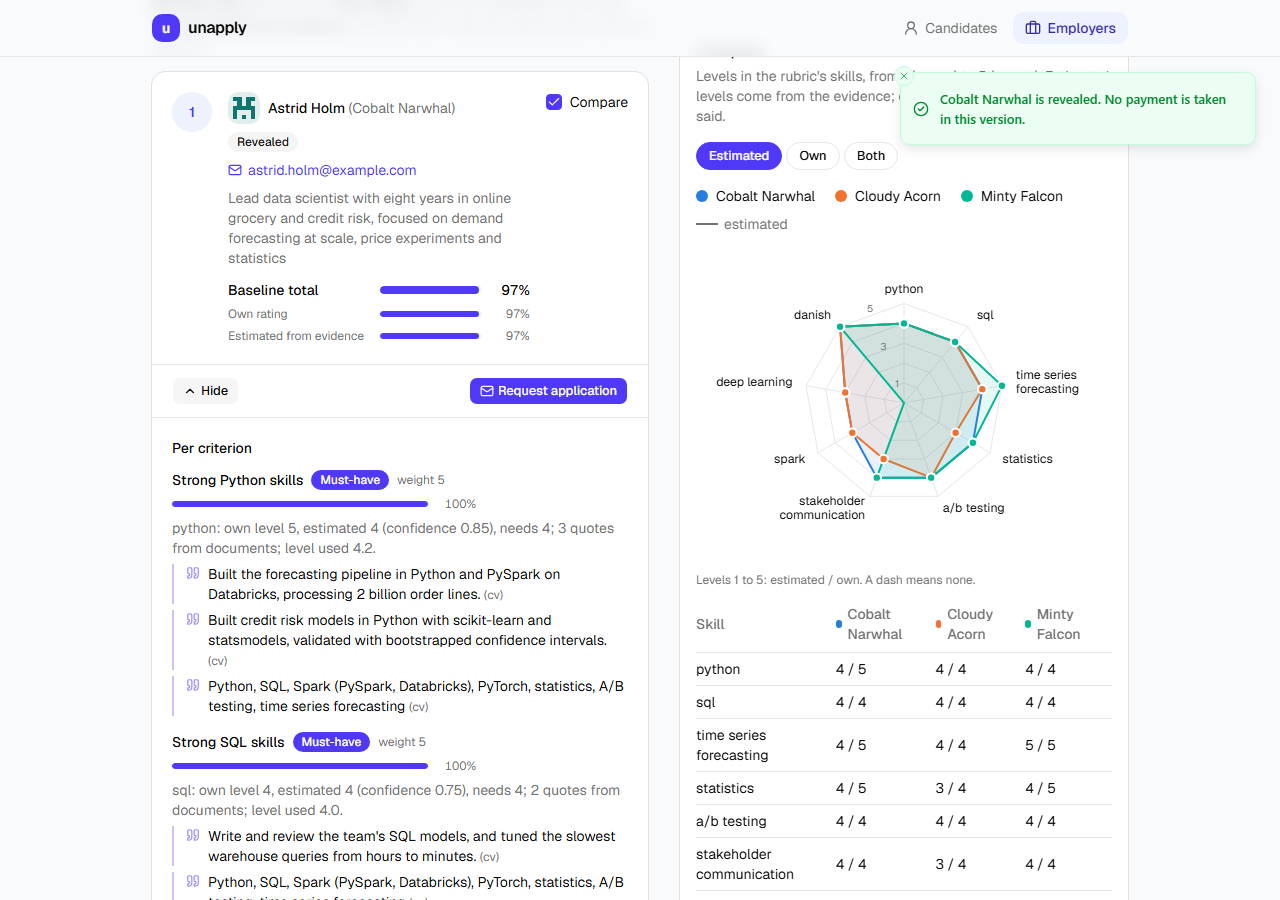 u unapply
Candidates
Employers
1
Astrid Holm (Cobalt Narwhal)
Compare
Revealed
astrid.holm@example.com
Lead data scientist with eight years in online
grocery and credit risk, focused on demand
forecasting at scale, price experiments and
statistics
Baseline total 97%
Own rating 97%
Estimated from evidence 97%
Hide
Request application
Per criterion
Strong Python skills Must-have weight 5
100%
python: own level 5, estimated 4 (confidence 0.85), needs 4; 3 quotes
from documents; level used 4.2.
Built the forecasting pipeline in Python and PySpark on
Databricks, processing 2 billion order lines. (cv)
Built credit risk models in Python with scikit-learn and
statsmodels, validated with bootstrapped confidence intervals.
(cv)
Python, SQL, Spark (PySpark, Databricks), PyTorch, statistics, A/B
testing, time series forecasting (cv)
Strong SQL skills Must-have weight 5
100%
sql: own level 4, estimated 4 (confidence 0.75), needs 4; 2 quotes from
documents; level used 4.0.
Write and review the team's SQL models, and tuned the slowest
warehouse queries from hours to minutes. (cv)
Python, SQL, Spark (PySpark, Databricks), PyTorch, statistics, A/B
Levels in the rubric's skills, from
levels come from the evidence;
said.
Cobalt Narwhal is revealed. No payment is taken
in this version.
Estimated Own Both
Cobalt Narwhal Cloudy Acorn Minty Falcon
estimated
python
sql
time series
forecasting
statistics
a/b testing
stakeholder
communication
spark
deep learning
danish
5
3
1
Levels 1 to 5: estimated / own. A dash means none.
Skill Cobalt Narwhal Cloudy Acorn Minty Falcon
python 4 / 5 4 / 4 4 / 4
sql 4 / 4 4 / 4 4 / 4
time series
forecasting 4 / 5 4 / 4 5 / 5
statistics 4 / 5 3 / 4 4 / 5
a/b testing 4 / 4 4 / 4 4 / 4
stakeholder
communication 4 / 4 3 / 4 4 / 4